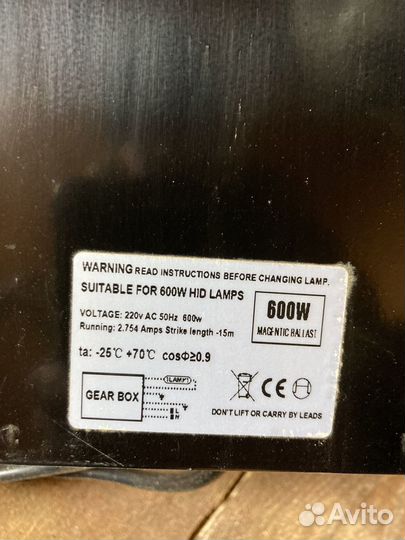 WARNING READ INSTRUCTIONS BEFORE CHANGING LAMP.
SUITABLE FOR 600W HID LAMPS
600W
MAGENTIC BALLAST
VOLTAGE: 220v AC 50Hz 600w
Running: 2.754 Amps Strike length -15m
ta: -25℃ +70℃ cosΦ≥0.9
GEAR BOX
LAMP
L
N
CE
DON'T LIFT OR CARRY BY LEADS
Avito